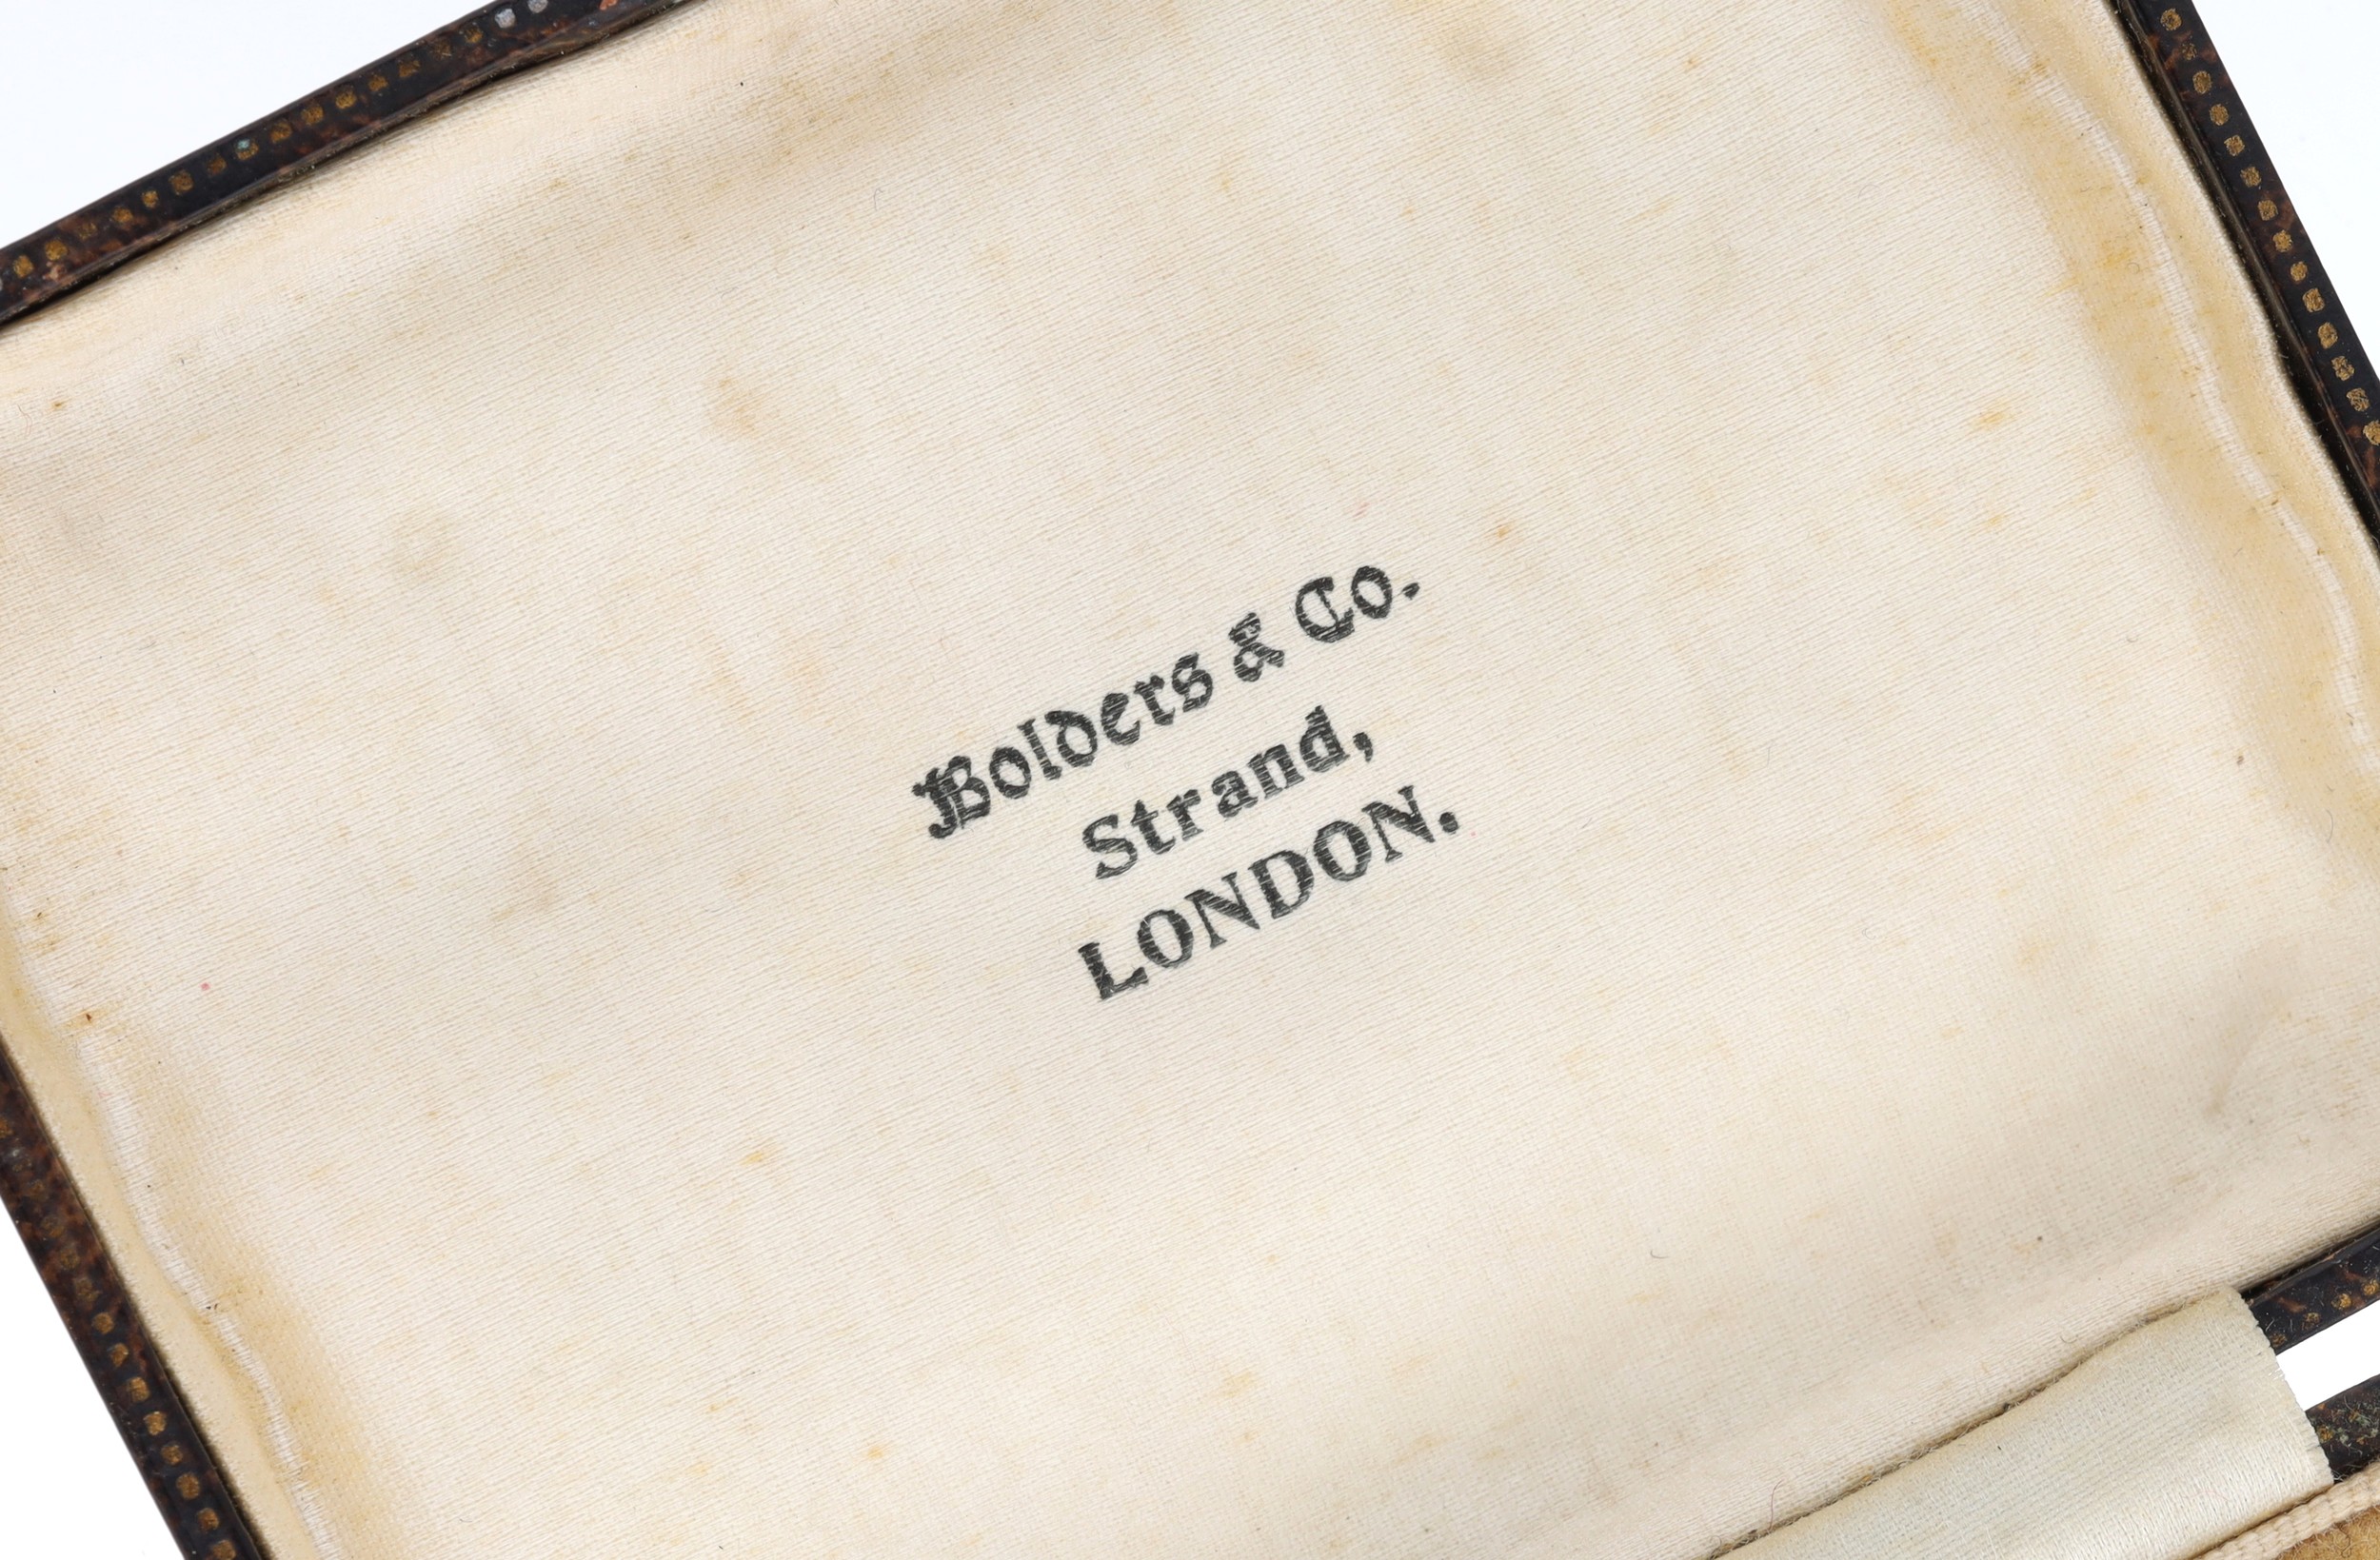 Bolders & Co.
Strand,
LONDON.